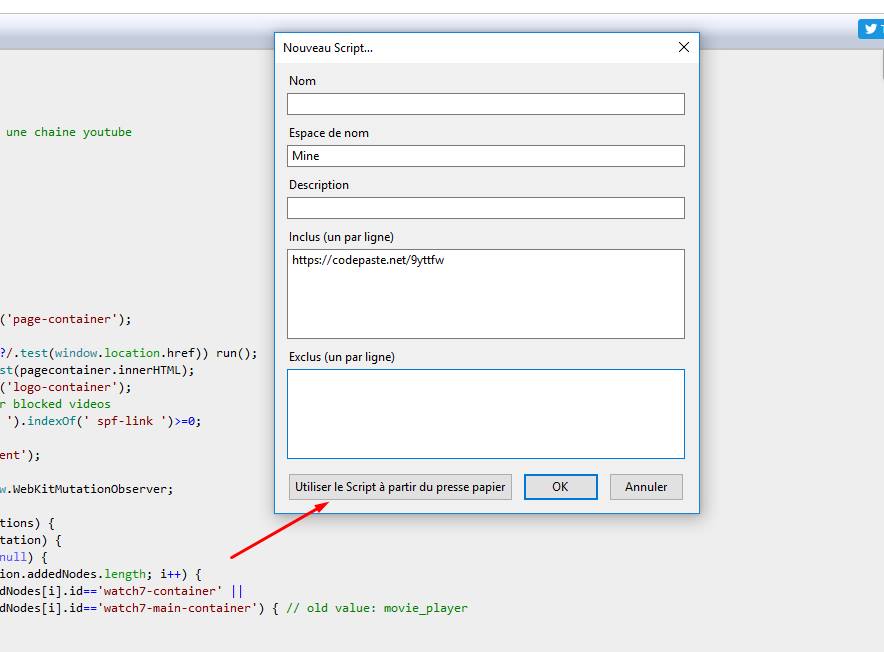 Nouveau Script...
Nom
Espace de nom
Mine
Description
Inclus (un par ligne)
https://codepaste.net/9yttfw
Exclus (un par ligne)
Utiliser le Script à partir du presse papier
OK
Annuler
une chaine youtube
('page-container');
?/.test(window.location.href)) run();
st(pagecontainer.innerHTML);
('logo-container');
r blocked videos
').indexOf(' spf-link ')>=0;
ent');
w.WebKitMutationObserver;
tions) {
tation) {
null) {
ion.addedNodes.length; i++) {
dNodes[i].id=='watch7-container' ||
dNodes[i].id=='watch7-main-container') { // old value: movie_player